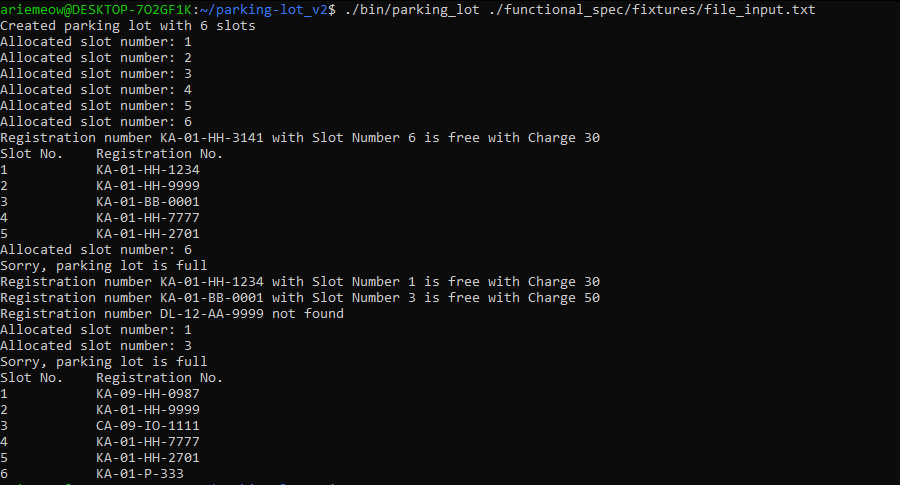 ariemeow@DESKTOP-7O2GF1K:~/parking-lot_v2$ ./bin/parking_lot ./functional_spec/fixtures/file_input.txt
Created parking lot with 6 slots
Allocated slot number: 1
Allocated slot number: 2
Allocated slot number: 3
Allocated slot number: 4
Allocated slot number: 5
Allocated slot number: 6
Registration number KA-01-HH-3141 with Slot Number 6 is free with Charge 30
Slot No.    Registration No.
1           KA-01-HH-1234
2           KA-01-HH-9999
3           KA-01-BB-0001
4           KA-01-HH-7777
5           KA-01-HH-2701
Allocated slot number: 6
Sorry, parking lot is full
Registration number KA-01-HH-1234 with Slot Number 1 is free with Charge 30
Registration number KA-01-BB-0001 with Slot Number 3 is free with Charge 50
Registration number DL-12-AA-9999 not found
Allocated slot number: 1
Allocated slot number: 3
Sorry, parking lot is full
Slot No.    Registration No.
1           KA-09-HH-0987
2           KA-01-HH-9999
3           CA-09-IO-1111
4           KA-01-HH-7777
5           KA-01-HH-2701
6           KA-01-P-333